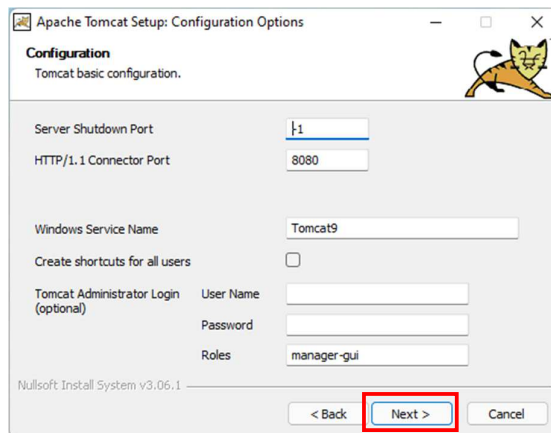 Apache Tomcat Setup: Configuration Options
Configuration
Tomcat basic configuration.
Server Shutdown Port -1
HTTP/1.1 Connector Port 8080
Windows Service Name Tomcat9
Create shortcuts for all users
Tomcat Administrator Login User Name
(optional)
Password
Roles manager-gui
Nullsoft Install System v3.06.1
< Back Next > Cancel